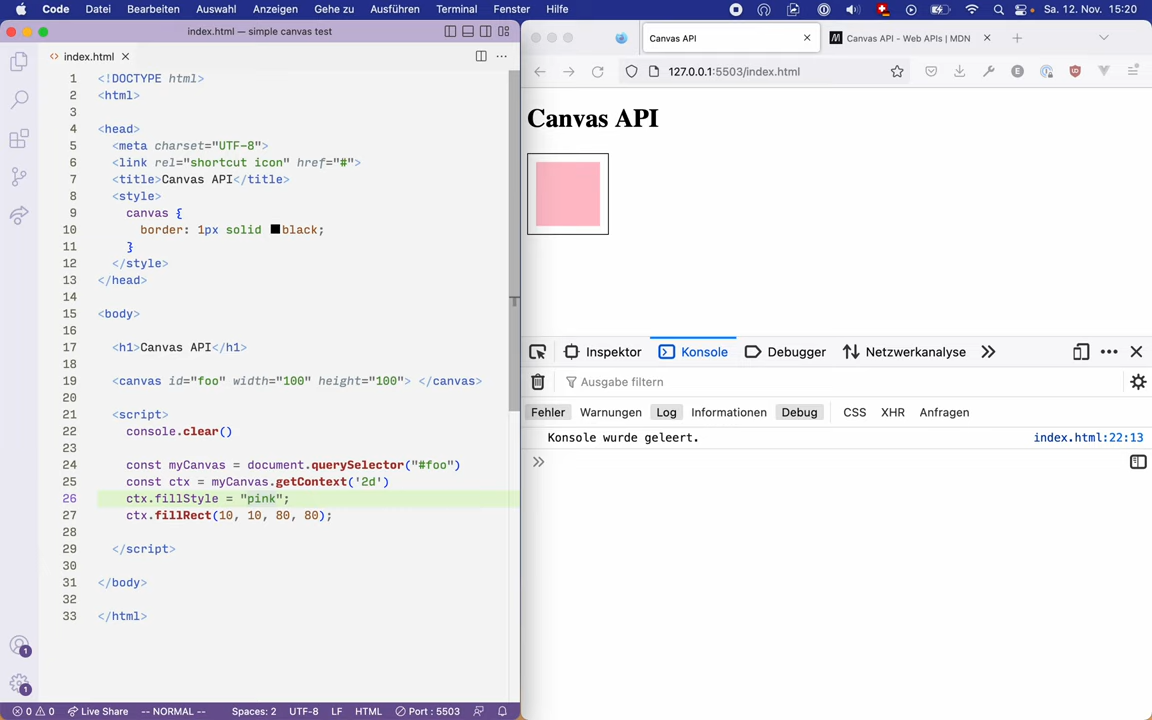 Code Datei Bearbeiten Auswahl Anzeigen Gehe zu Ausführen Terminal Fenster Hilfe Sa. 12. Nov. 15:20
index.html — simple canvas test
index.html
1 <!DOCTYPE html>
2 <html>
3
4 <head>
5 <meta charset="UTF-8">
6 <link rel="shortcut icon" href="#">
7 <title>Canvas API</title>
8 <style>
9 canvas {
10 border: 1px solid black;
11 }
12 </style>
13 </head>
14
15 <body>
16
17 <h1>Canvas API</h1>
18
19 <canvas id="foo" width="100" height="100"> </canvas>
20
21 <script>
22 console.clear()
23
24 const myCanvas = document.querySelector("#foo")
25 const ctx = myCanvas.getContext('2d')
26 ctx.fillStyle = "pink";
27 ctx.fillRect(10, 10, 80, 80);
28
29 </script>
30
31 </body>
32
33 </html>
1
1
0 0 Live Share -- NORMAL -- Spaces: 2 UTF-8 LF HTML Port : 5503
Canvas API
Canvas API - Web APIs | MDN
127.0.0.1:5503/index.html
Canvas API
Inspektor Konsole Debugger Netzwerkanalyse
Ausgabe filtern
Fehler Warnungen Log Informationen Debug CSS XHR Anfragen
Konsole wurde geleert. index.html:22:13